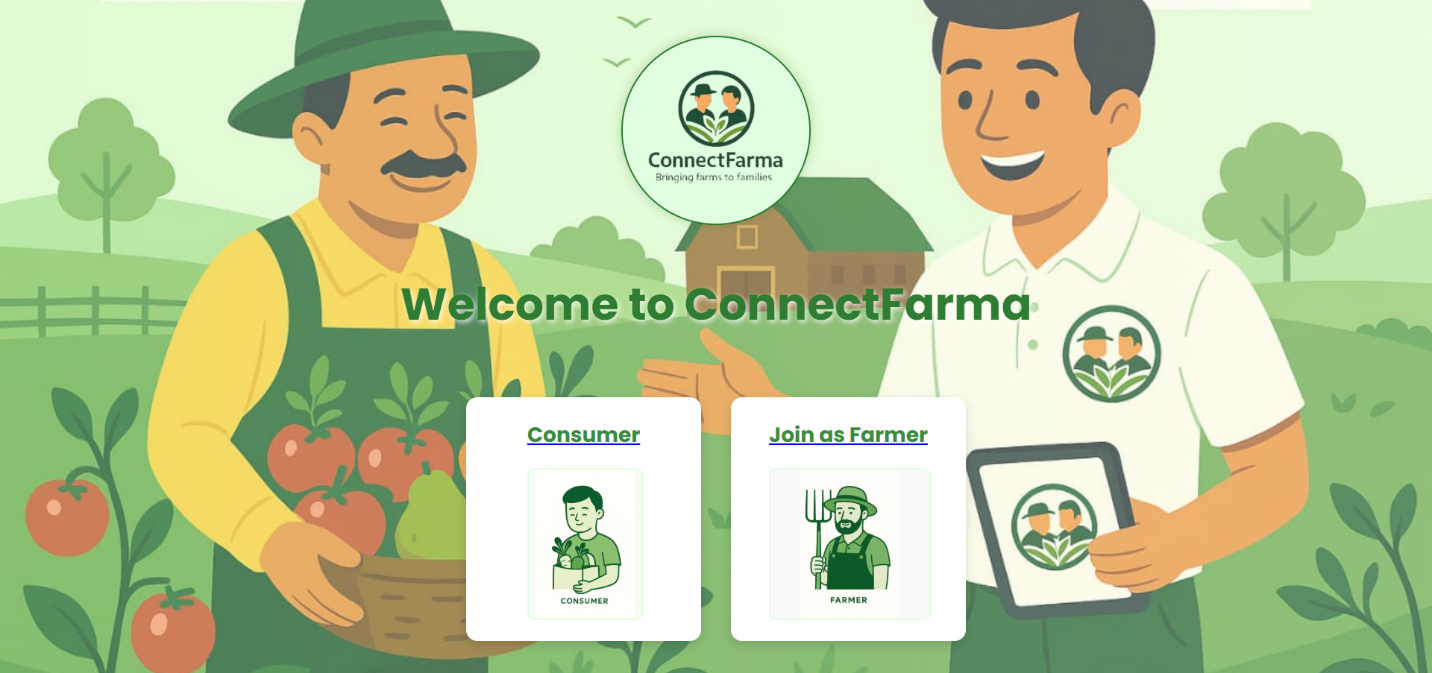 ConnectFarma
Bringing farms to families
Welcome to ConnectFarma
Consumer
CONSUMER
Join as Farmer
FARMER